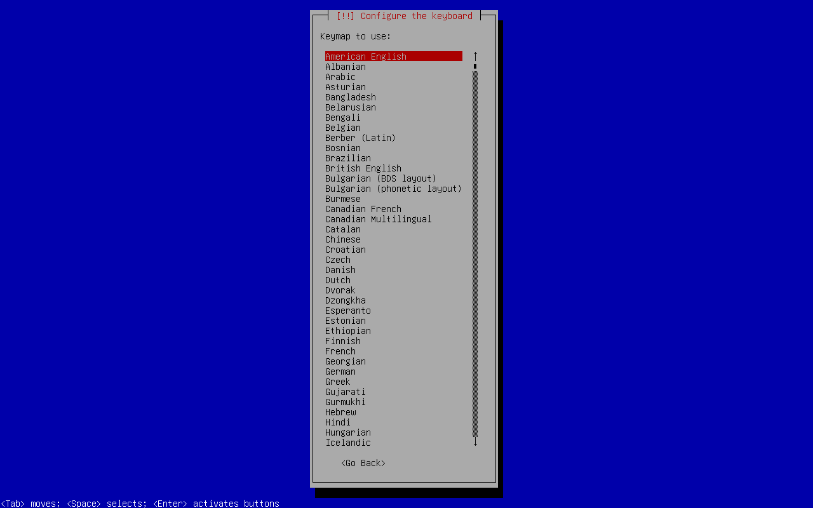 [!!] Configure the keyboard
Keymap to use:
American English
Albanian
Arabic
Asturian
Bangladesh
Belarusian
Bengali
Belgian
Berber (Latin)
Bosnian
Brazilian
British English
Bulgarian (BDS layout)
Bulgarian (phonetic layout)
Burmese
Canadian French
Canadian Multilingual
Catalan
Chinese
Croatian
Czech
Danish
Dutch
Dvorak
Dzongkha
Esperanto
Estonian
Ethiopian
Finnish
French
Georgian
German
Greek
Gujarati
Gurmukhi
Hebrew
Hindi
Hungarian
Icelandic
<Go Back>
<Tab> moves; <Space> selects; <Enter> activates buttons